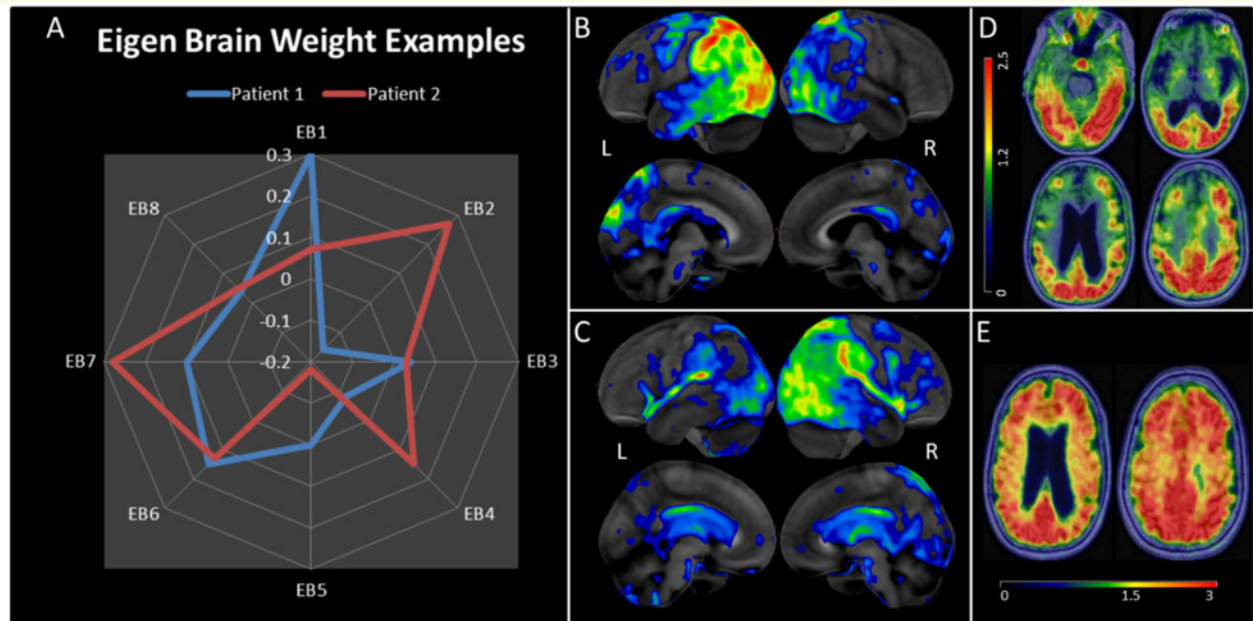 A
Eigen Brain Weight Examples
Patient 1 Patient 2
EB1
0.3
0.2
0.1
0
-0.1
-0.2
EB2
EB3
EB4
EB5
EB6
EB7
EB8
B
L R
C
L R
D
2.5
1.2
0
E
0 1.5 3